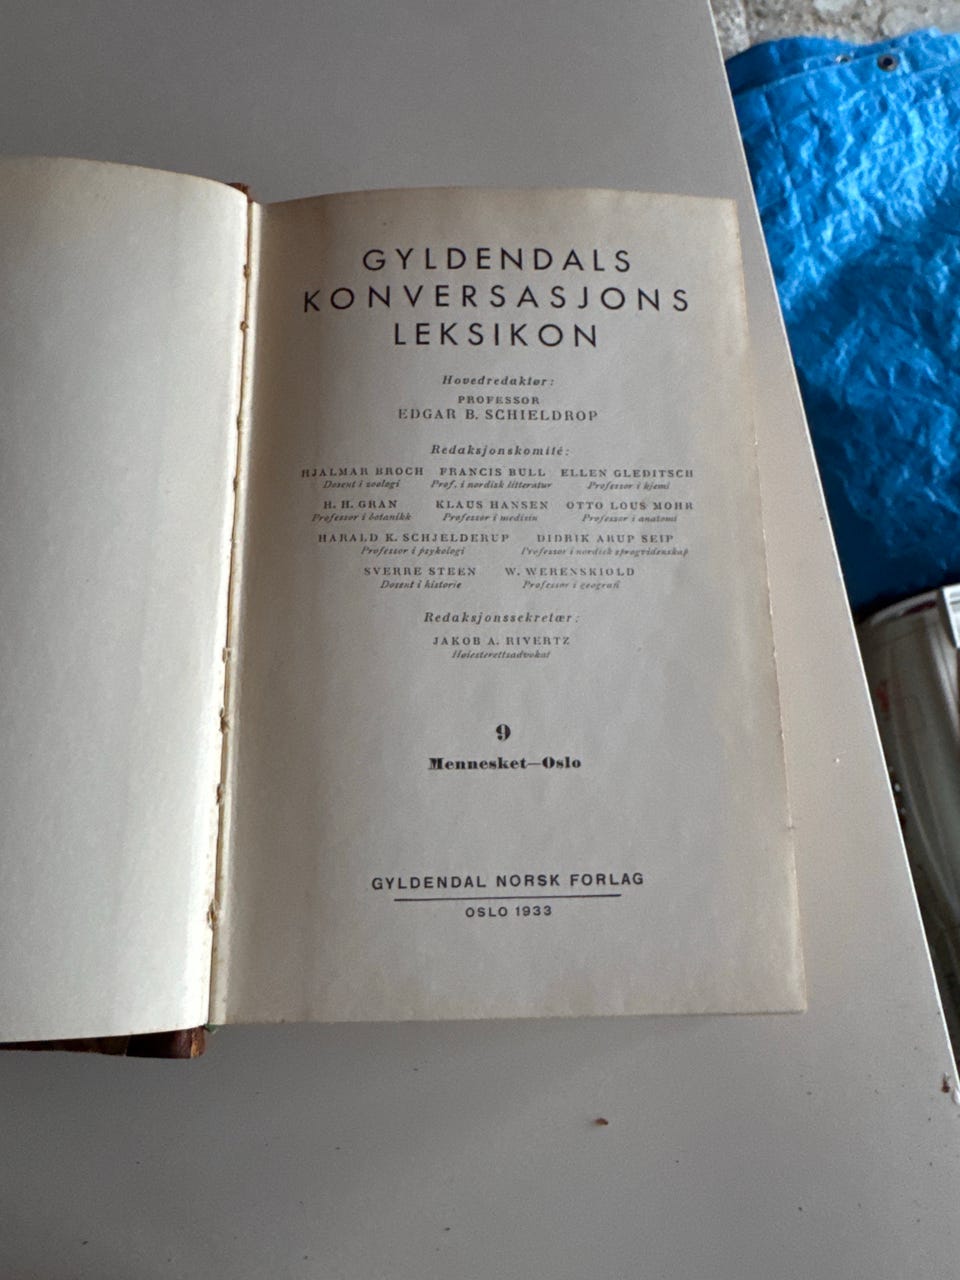 GYLDENDALS
KONVERSASJONS
LEKSIKON
Hovedredaktør:
PROFESSOR
EDGAR B. SCHIELDROP
Redaksjonskomité:
HJALMAR BROCH FRANCIS BULL ELLEN GLEDITSCH
Dosent i zoologi Prof. i nordisk litteratur Professor i kjemi
H. H. GRAN KLAUS HANSEN OTTO LOUS MOHR
Professor i botanikk Professor i medisin Professor i anatomi
HARALD K. SCHJELDERUP DIDRIK ARUP SEIP
Professor i psykologi Professor i nordisk sprogvidenskap
SVERRE STEEN W. WERENSKIOLD
Dosent i historie Professor i geografi
Redaksjonssekretær:
JAKOB A. RIVERTZ
Høiesterettsadvokat
9
Mennesket—Oslo
GYLDENDAL NORSK FORLAG
OSLO 1933